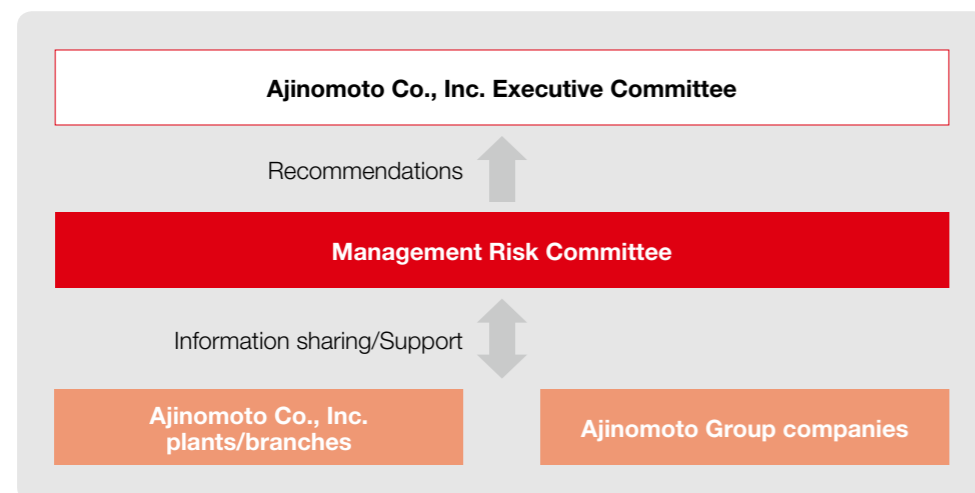 Ajinomoto Co., Inc. Executive Committee
Recommendations
Management Risk Committee
Information sharing/Support
Ajinomoto Co., Inc.
plants/branches
Ajinomoto Group companies